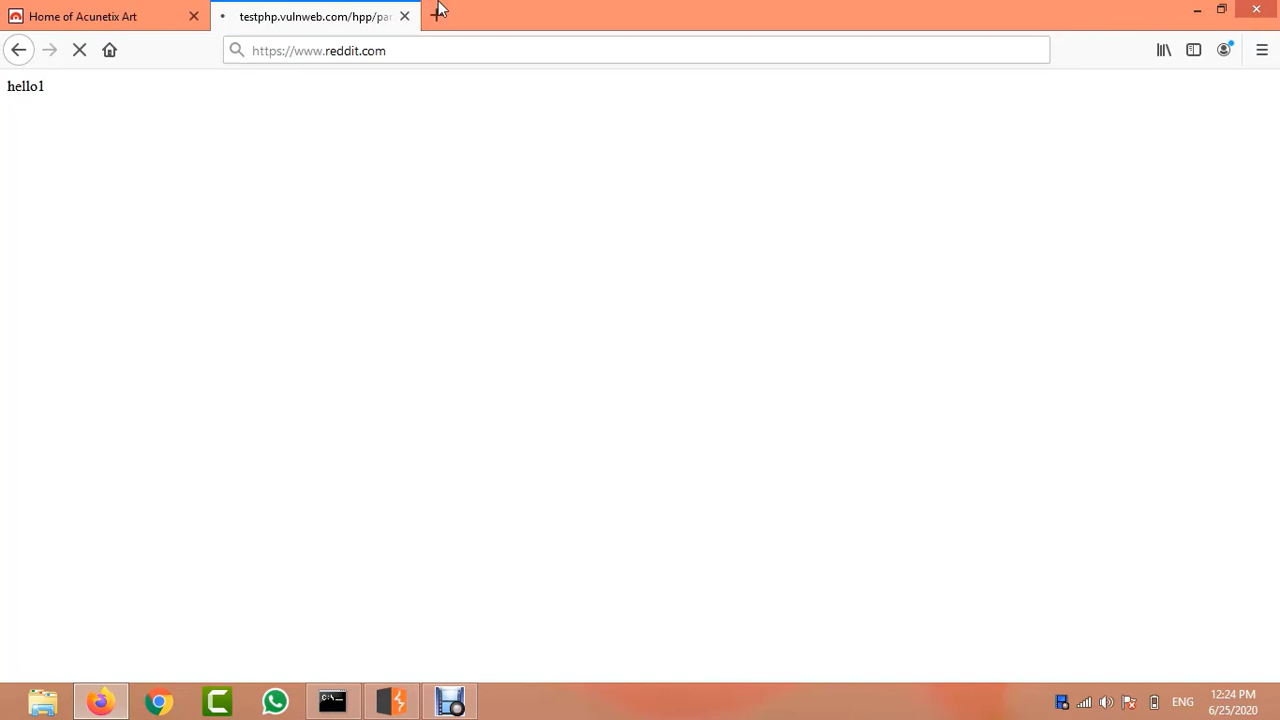 Home of Acunetix Art
testphp.vulnweb.com/hpp/pa
https://www.reddit.com
hello1
C:\
ENG
12:24 PM
6/25/2020